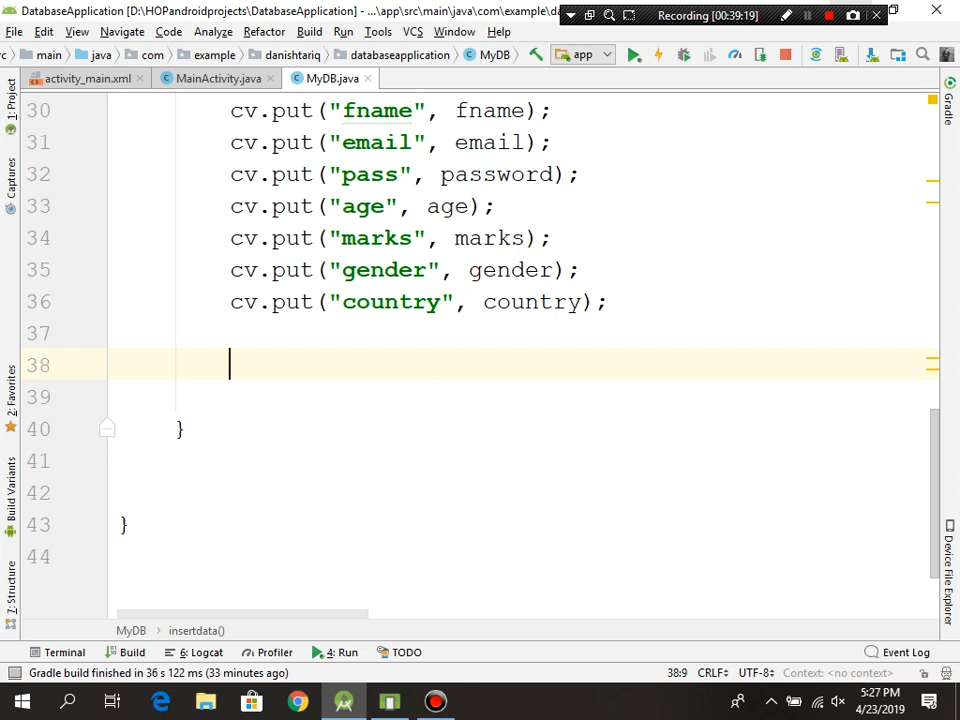 DatabaseApplication [D:\HOPandroidprojects\DatabaseApplication] - ...\app\src\main\java\com\example\da
Recording [00:39:19]
File Edit View Navigate Code Analyze Refactor Build Run Tools VCS Window Help
rc main java com example danishtariq databaseapplication MyDB app
activity_main.xml MainActivity.java MyDB.java
1: Project
Captures
2: Favorites
Build Variants
7: Structure
30 cv.put("fname", fname);
31 cv.put("email", email);
32 cv.put("pass", password);
33 cv.put("age", age);
34 cv.put("marks", marks);
35 cv.put("gender", gender);
36 cv.put("country", country);
37
38
39
40 }
41
42
43 }
44
Gradle
Device File Explorer
MyDB › insertdata()
Terminal Build 6: Logcat Profiler 4: Run TODO Event Log
Gradle build finished in 36 s 122 ms (33 minutes ago) 38:9 CRLF UTF-8 Context: <no context>
5:27 PM
4/23/2019